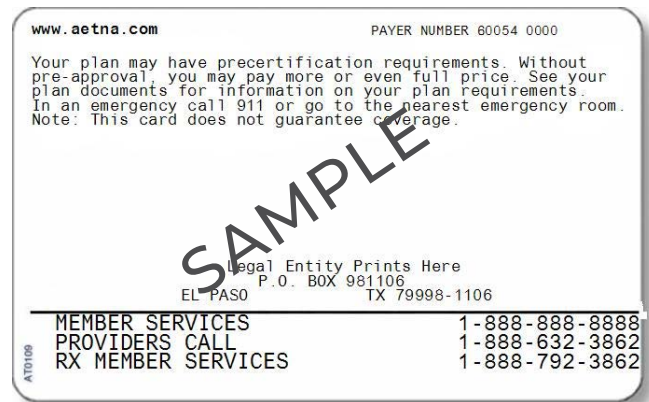 www.aetna.com PAYER NUMBER 60054 0000
Your plan may have precertification requirements. Without
pre-approval, you may pay more or even full price. See your
plan documents for information on your plan requirements.
In an emergency call 911 or go to the nearest emergency room.
Note: This card does not guarantee coverage.
SAMPLE
Legal Entity Prints Here
P.O. BOX 981106
EL PASO TX 79998-1106
MEMBER SERVICES 1-888-888-8888
PROVIDERS CALL 1-888-632-3862
RX MEMBER SERVICES 1-888-792-3862
AT0109